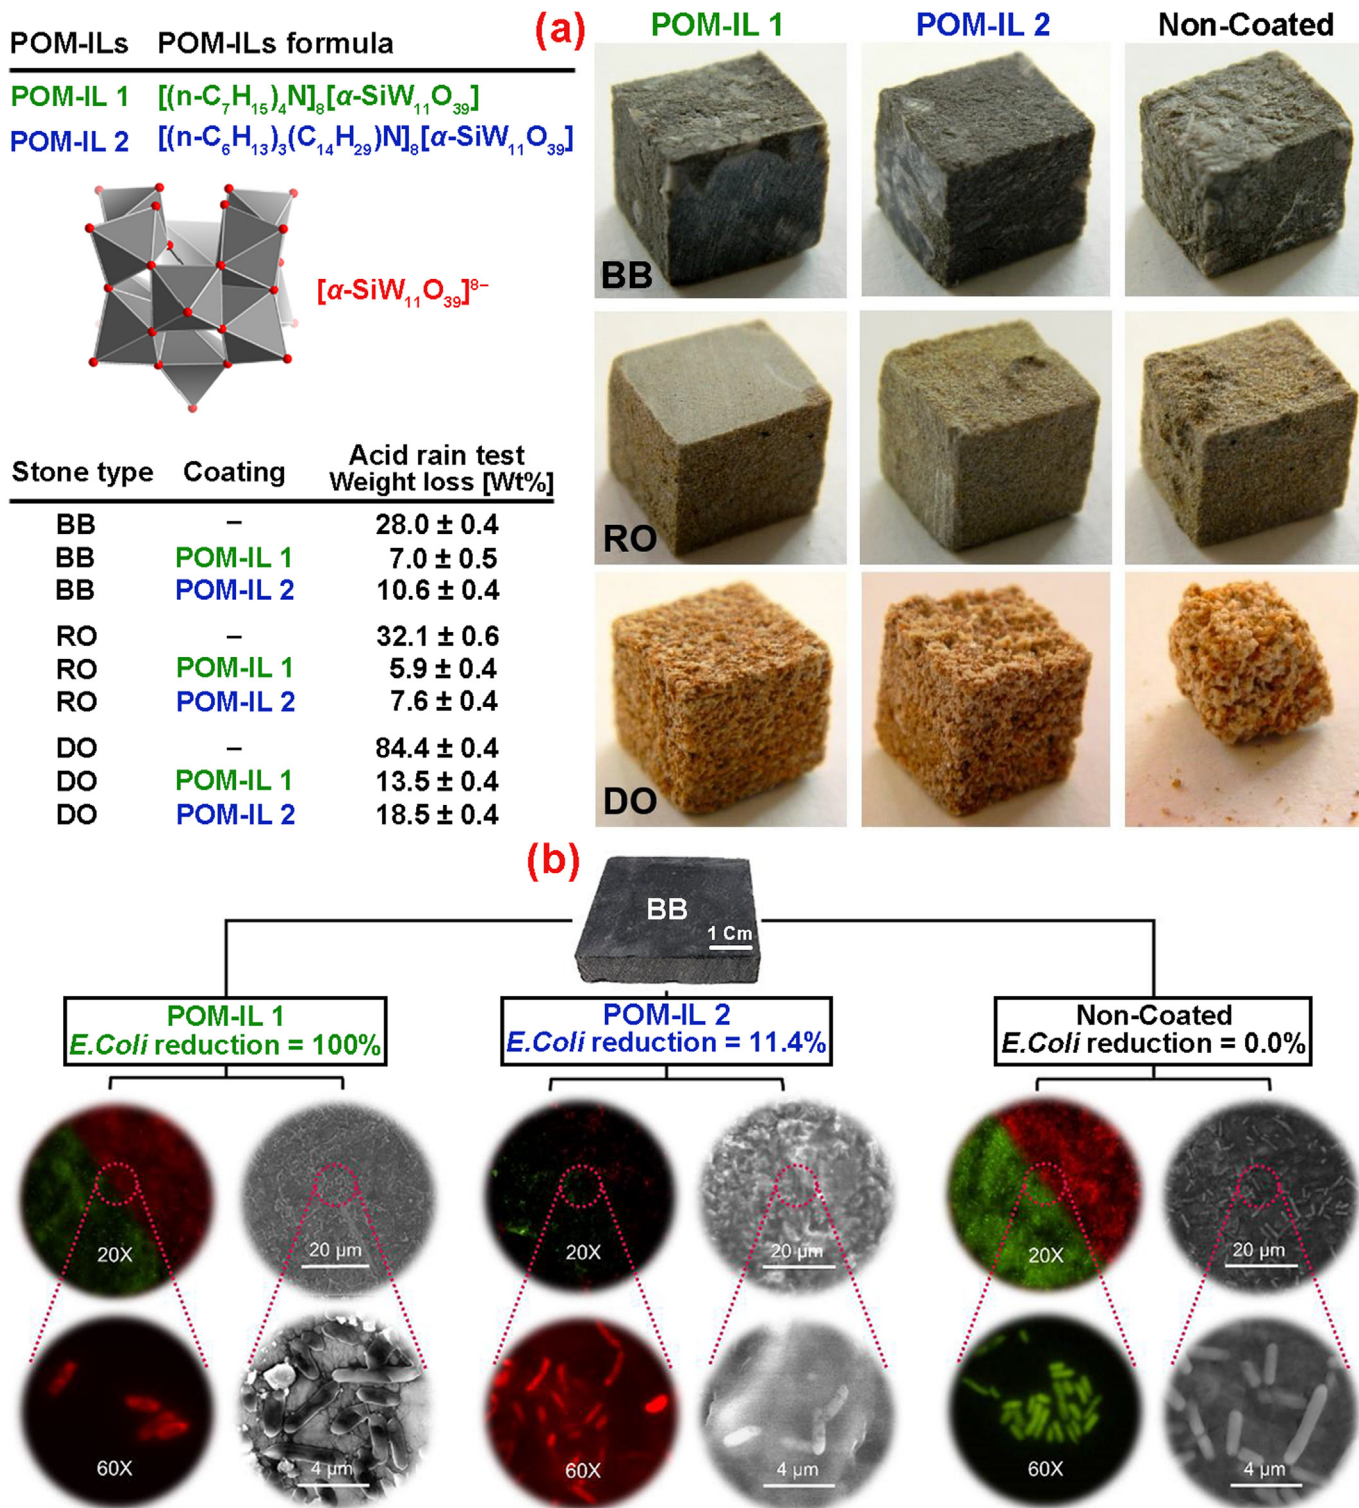 POM-ILs POM-ILs formula
POM-IL 1 [(n-C₇H₁₅)₄N]₈[α-SiW₁₁O₃₉]
POM-IL 2 [(n-C₆H₁₃)₃(C₁₄H₂₉)N]₈[α-SiW₁₁O₃₉]
[α-SiW₁₁O₃₉]⁸⁻
Stone type Coating Acid rain test
Weight loss [Wt%]
BB – 28.0 ± 0.4
BB POM-IL 1 7.0 ± 0.5
BB POM-IL 2 10.6 ± 0.4
RO – 32.1 ± 0.6
RO POM-IL 1 5.9 ± 0.4
RO POM-IL 2 7.6 ± 0.4
DO – 84.4 ± 0.4
DO POM-IL 1 13.5 ± 0.4
DO POM-IL 2 18.5 ± 0.4
(a) POM-IL 1 POM-IL 2 Non-Coated
BB
RO
DO
(b)
BB
1 Cm
POM-IL 1
E.Coli reduction = 100%
POM-IL 2
E.Coli reduction = 11.4%
Non-Coated
E.Coli reduction = 0.0%
20X 20 µm 20X 20 µm 20X 20 µm
60X 4 µm 60X 4 µm 60X 4 µm